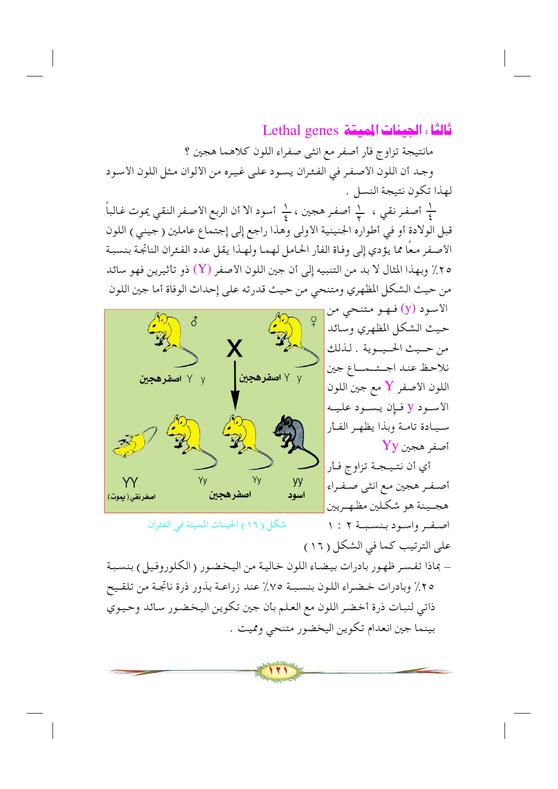 ثالثا : الجينات المميتة Lethal genes
مانتيجة تزاوج فأر أصفر مع انثى صفراء اللون كلاهما هجين ؟
وجد أن اللون الأصفر في الفئران يسود على غيره من الألوان مثل اللون الأسود
لهذا تكون نتيجة النسل .
١/٤ أصفر نقي ، ١/٢ أصفر هجين ، ١/٤ أسود الا أن الربع الأصفر النقي يموت غالباً
قبل الولادة أو في أطواره الجنينية الأولى وهذا راجع إلى إجتماع عاملين ( جيني ) اللون
الأصفر معاً مما يؤدي إلى وفاة الفأر الحامل لهما ولهذا يقل عدد الفئران الناتجة بنسبة
٢٥٪ وبهذا المثال لا بد من التنبيه إلى أن جين اللون الأصفر (Y) ذو تأثيرين فهو سائد
من حيث الشكل المظهري ومتنحي من حيث قدرته على إحداث الوفاة أما جين اللون
الأسود (y) فهو متنحي من
حيث الشكل المظهري وسائد
من حيث الحيوية . لذلك
نلاحظ عند اجتماع جين
اللون الأصفر Y مع جين اللون
الأسود y فإن يسود عليه
سيادة تامة وبذا يظهر الفأر
أصفر هجين Yy
أي أن نتيجة تزاوج فأر
أصفر هجين مع انثى صفراء
هجينة هو شكلين مظهريين
اصفر واسود بنسبة ٢ : ١
على الترتيب كما في الشكل ( ١٦ )
♂ ♀
X
Y y اصفر هجين
Y y اصفر هجين
YY Yy Yy yy
اصفر نقي ( يموت )
اصفر هجين
اسود
شكل ( ١٦ ) الجينات المميتة في الفئران
– بماذا تفسر ظهور بادرات بيضاء اللون خالية من اليخضور ( الكلوروفيل ) بنسبة
٢٥٪ وبادرات خضراء اللون بنسبة ٧٥٪ عند زراعة بذور ذرة ناتجة من تلقيح
ذاتي لنبات ذرة أخضر اللون مع العلم بأن جين تكوين اليخضور سائد وحيوي
بينما جين انعدام تكوين اليخضور متنحي ومميت .
١٢١